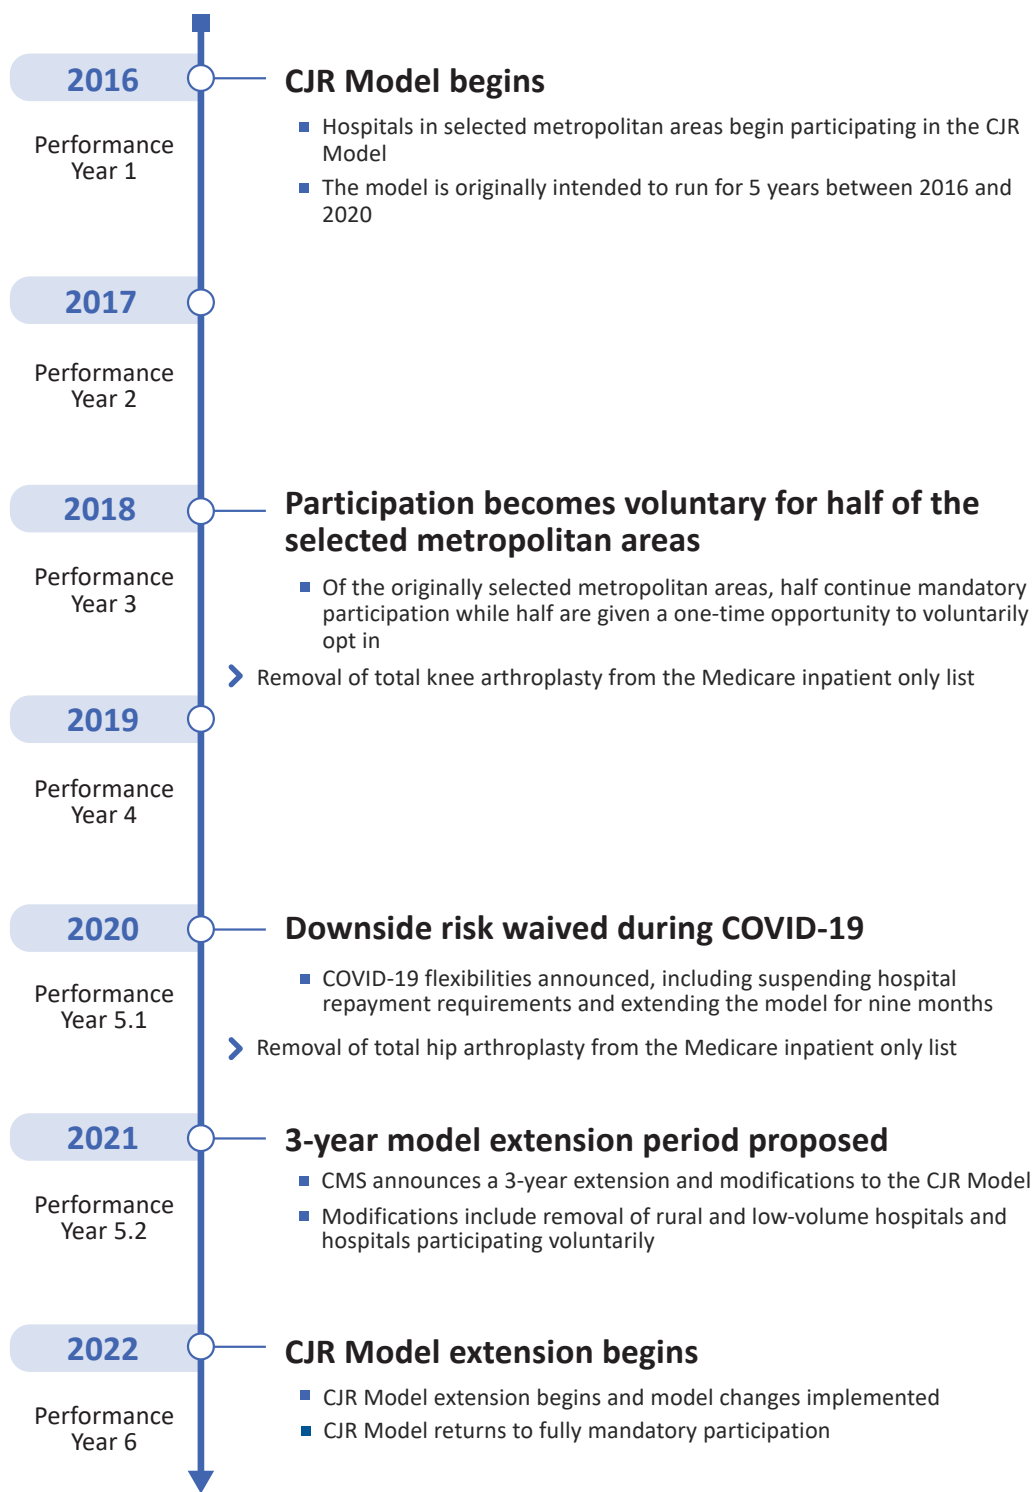 2016
CJR Model begins
Performance
Year 1
Hospitals in selected metropolitan areas begin participating in the CJR
Model
The model is originally intended to run for 5 years between 2016 and
2020
2017
Performance
Year 2
2018
Participation becomes voluntary for half of the
selected metropolitan areas
Performance
Year 3
Of the originally selected metropolitan areas, half continue mandatory
participation while half are given a one-time opportunity to voluntarily
opt in
Removal of total knee arthroplasty from the Medicare inpatient only list
2019
Performance
Year 4
2020
Downside risk waived during COVID-19
Performance
Year 5.1
COVID-19 flexibilities announced, including suspending hospital
repayment requirements and extending the model for nine months
Removal of total hip arthroplasty from the Medicare inpatient only list
2021
3-year model extension period proposed
Performance
Year 5.2
CMS announces a 3-year extension and modifications to the CJR Model
Modifications include removal of rural and low-volume hospitals and
hospitals participating voluntarily
2022
CJR Model extension begins
Performance
Year 6
CJR Model extension begins and model changes implemented
CJR Model returns to fully mandatory participation